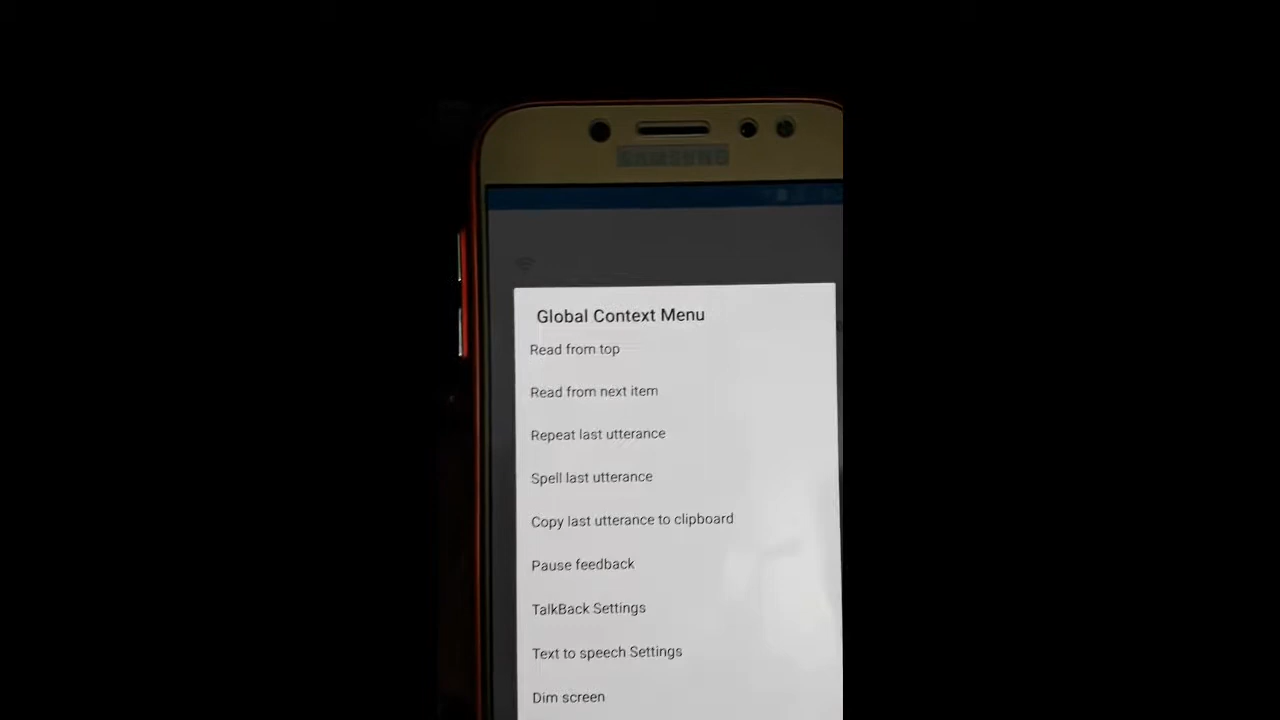 SAMSUNG
Global Context Menu
Read from top
Read from next item
Repeat last utterance
Spell last utterance
Copy last utterance to clipboard
Pause feedback
TalkBack Settings
Text to speech Settings
Dim screen